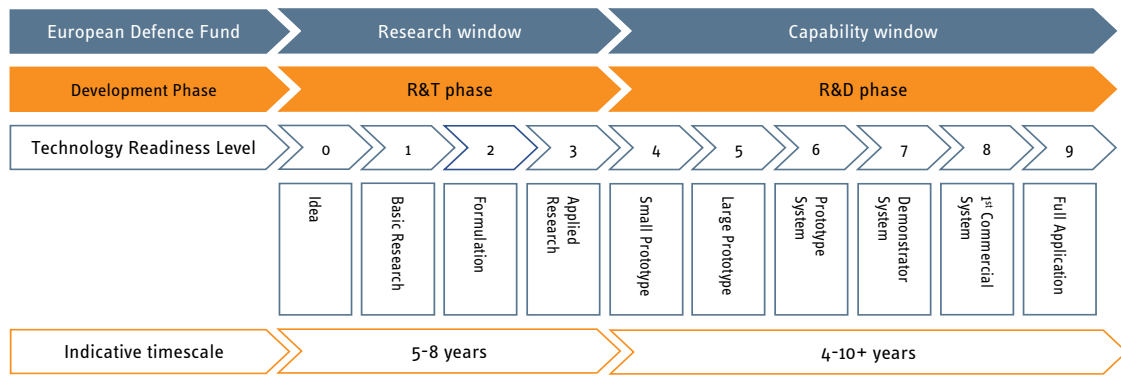 European Defence Fund
Research window
Capability window
Development Phase
R&T phase
R&D phase
Technology Readiness Level
0
1
2
3
4
5
6
7
8
9
Idea
Basic Research
Formulation
Applied
Research
Small Prototype
Large Prototype
Prototype
System
Demonstrator
System
1st Commercial
System
Full Application
Indicative timescale
5-8 years
4-10+ years